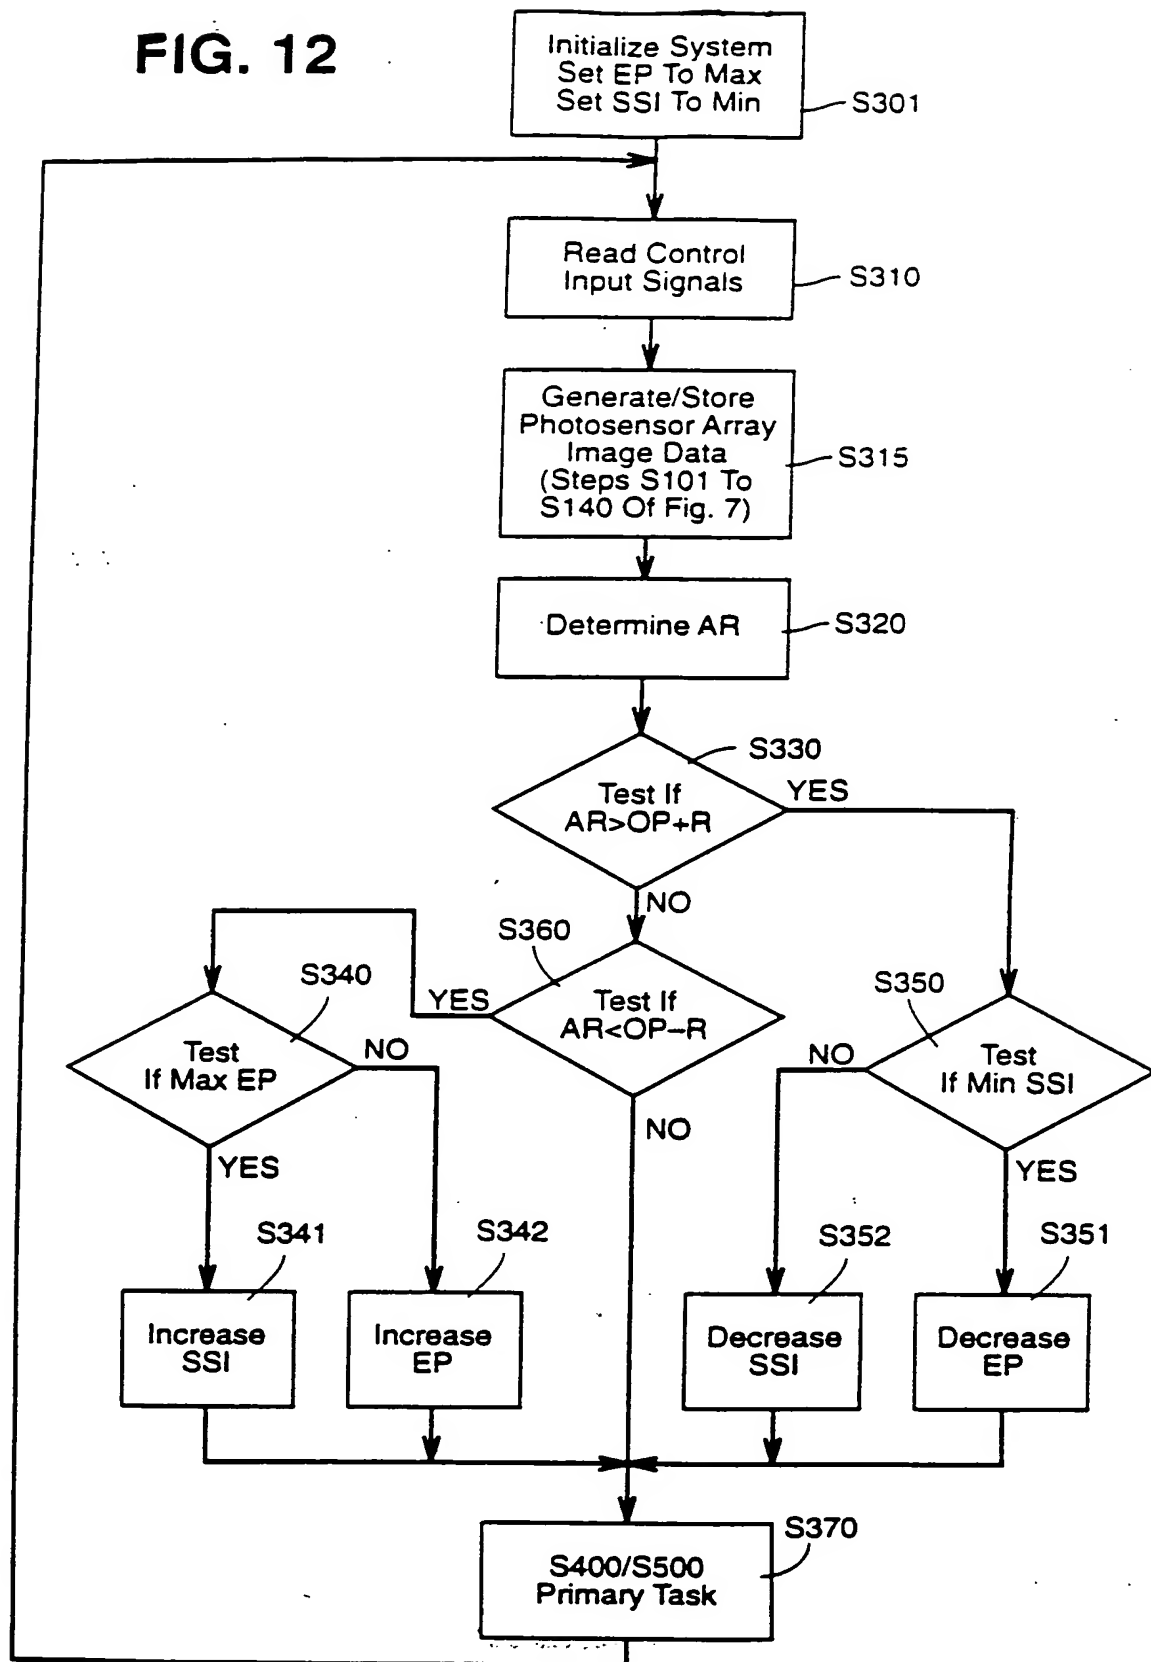 FIG. 12
Initialize System
Set EP To Max
Set SSI To Min
S301
Read Control
Input Signals
S310
Generate/Store
Photosensor Array
Image Data
(Steps S101 To
S140 Of Fig. 7)
S315
Determine AR
S320
S330
Test If
AR>OP+R
YES
NO
S360
Test If
AR<OP−R
YES
NO
S340
Test
If Max EP
NO
YES
S350
Test
If Min SSI
NO
YES
S341
Increase
SSI
S342
Increase
EP
S352
Decrease
SSI
S351
Decrease
EP
S370
S400/S500
Primary Task